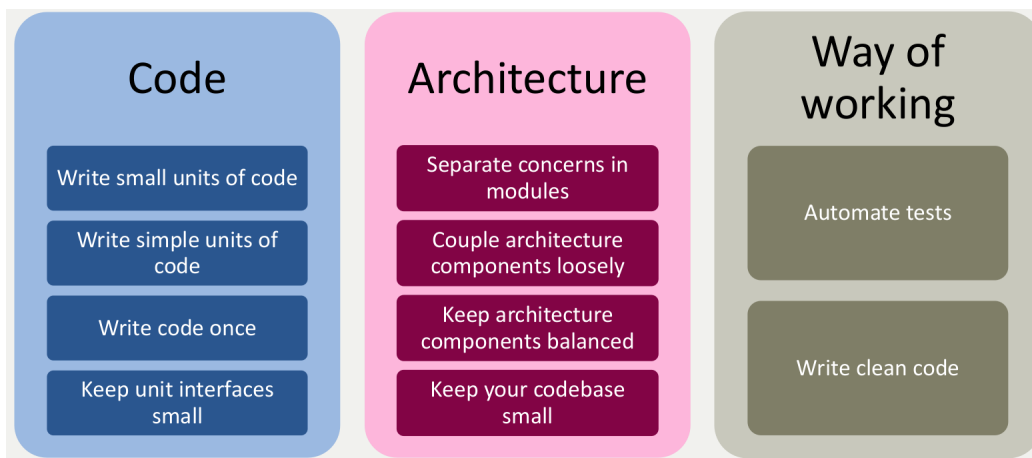 Code
Write small units of code
Write simple units of
code
Write code once
Keep unit interfaces
small
Architecture
Separate concerns in
modules
Couple architecture
components loosely
Keep architecture
components balanced
Keep your codebase
small
Way of
working
Automate tests
Write clean code